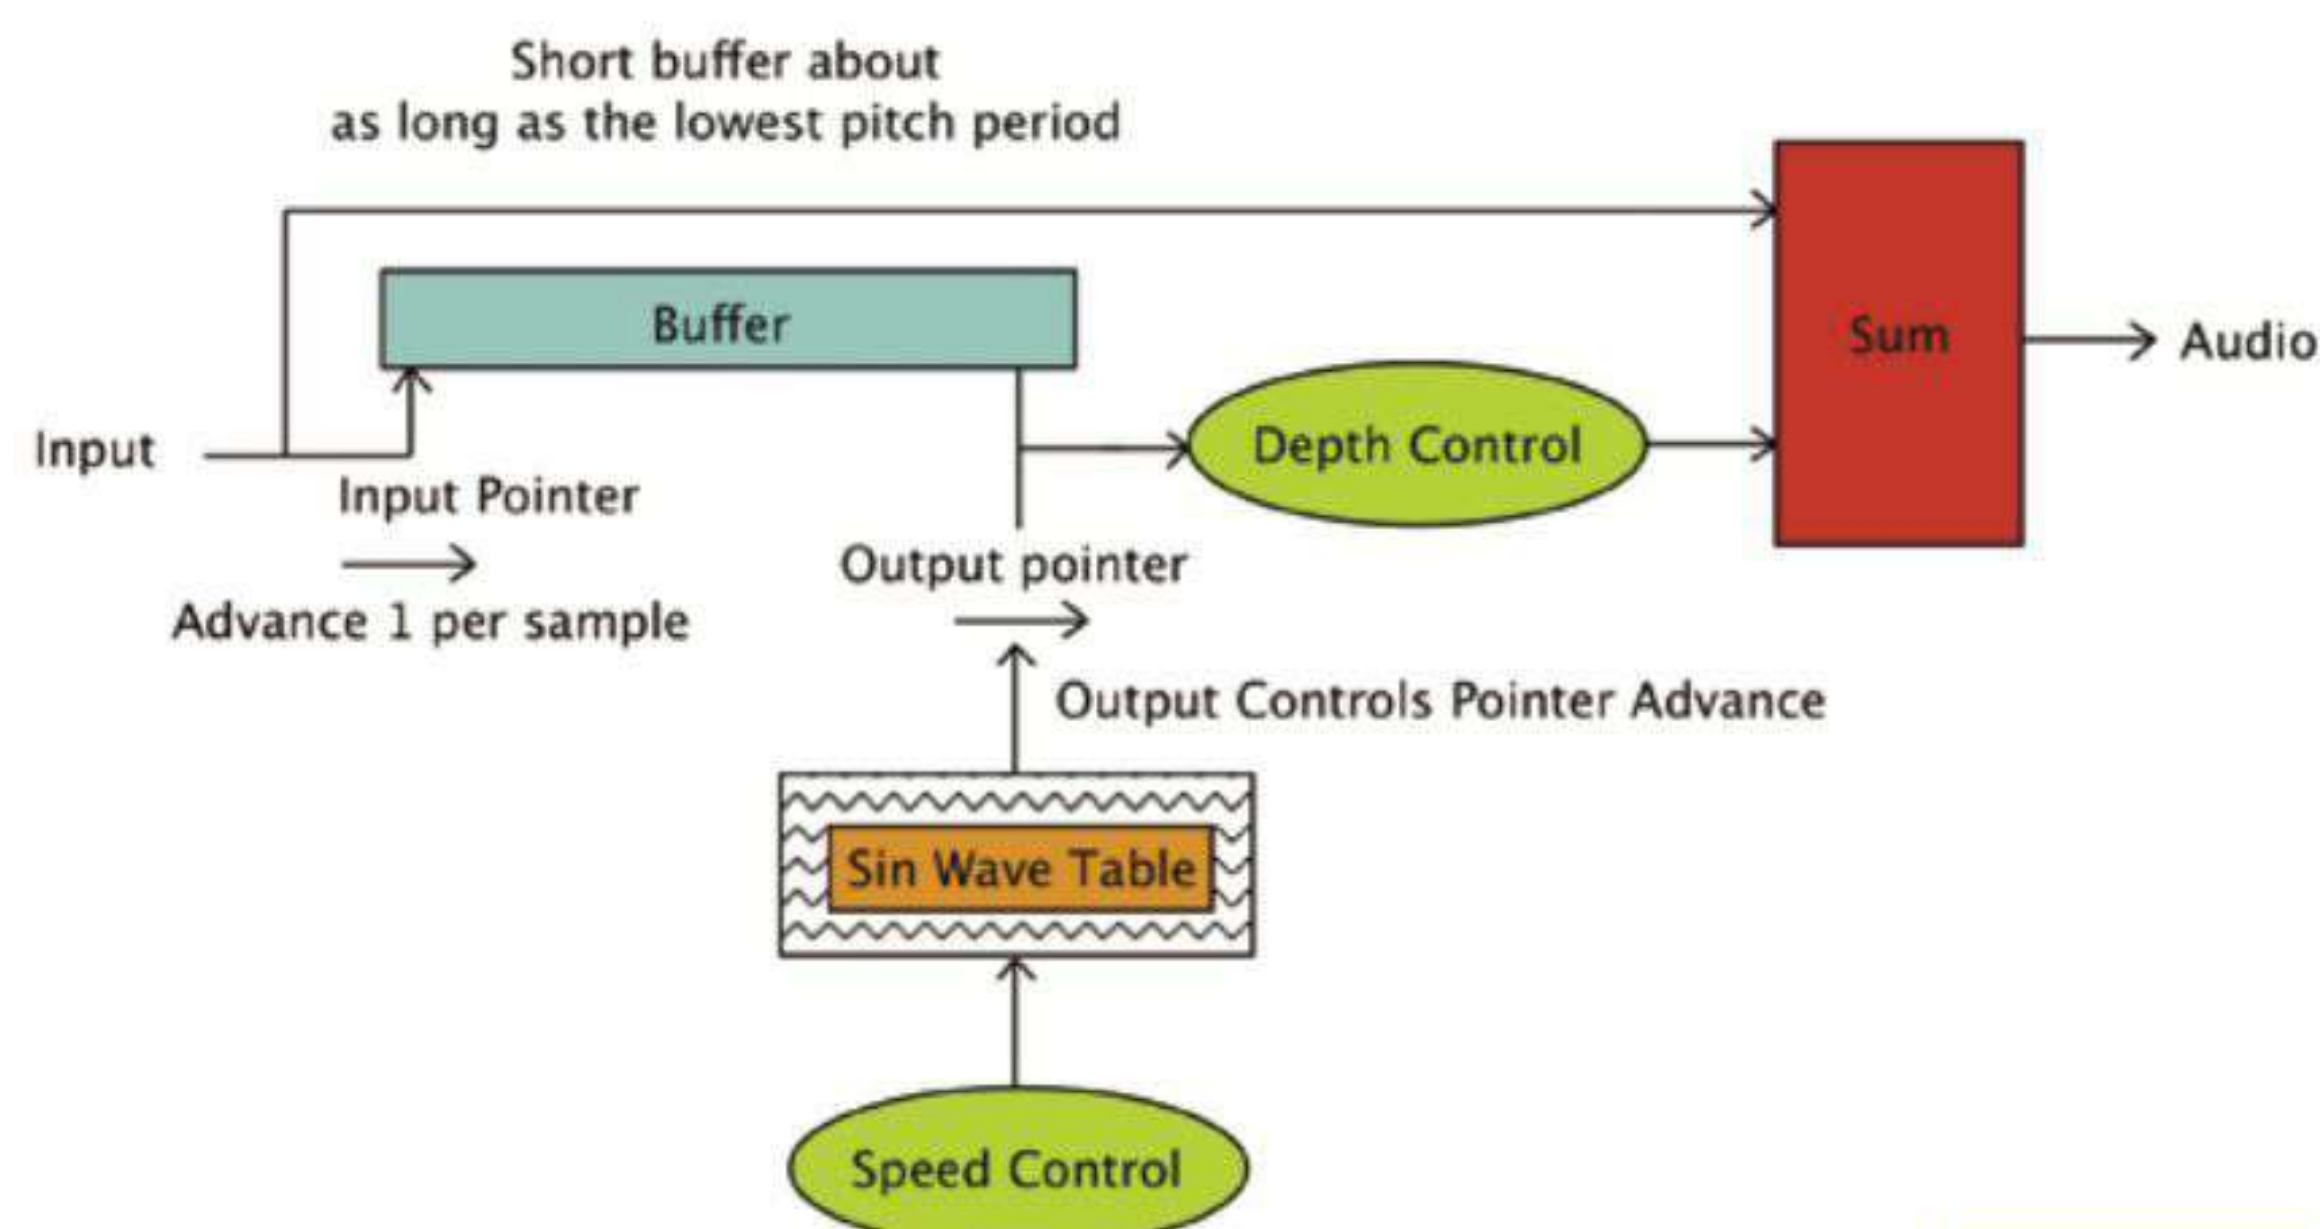 Short buffer about
as long as the lowest pitch period
Buffer
Sum
Audio
Input
Depth Control
Input Pointer
Output pointer
Advance 1 per sample
Output Controls Pointer Advance
Sin Wave Table
Speed Control